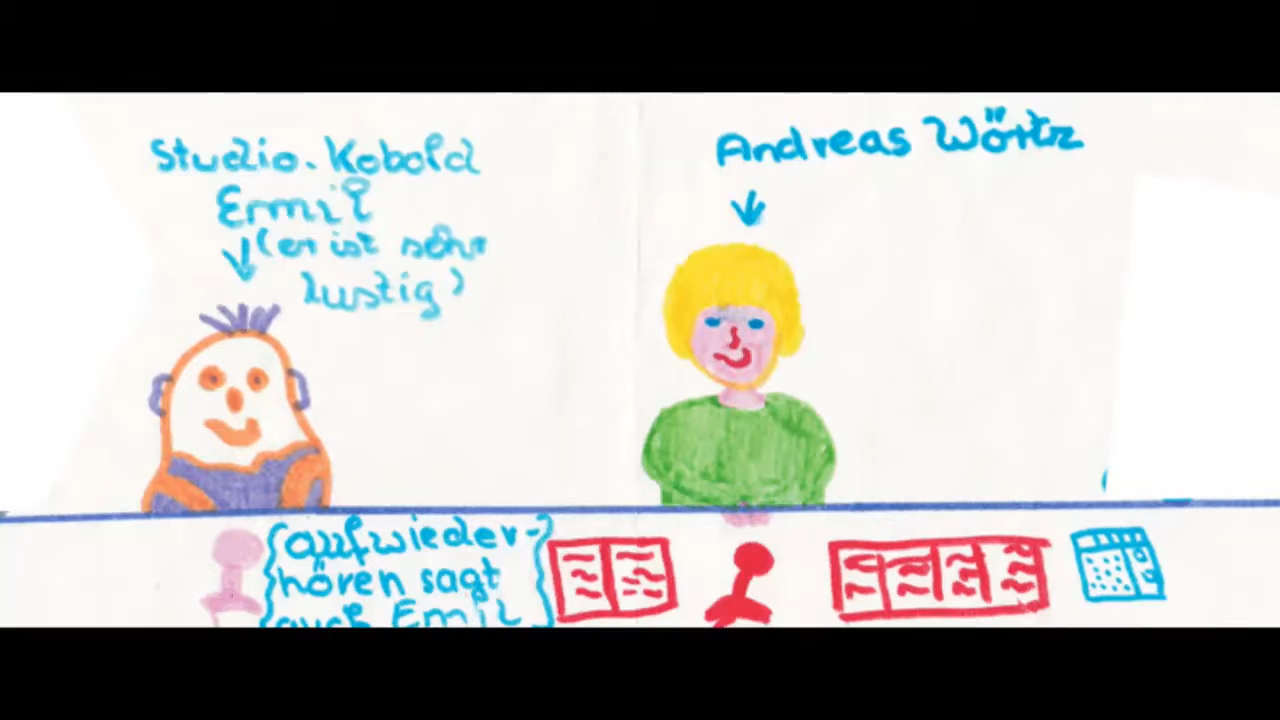 Studio-Kobold
Emil
(er ist sehr
lustig)
Andreas Wörtz
aufwieder-
hören sagt
auch Emil